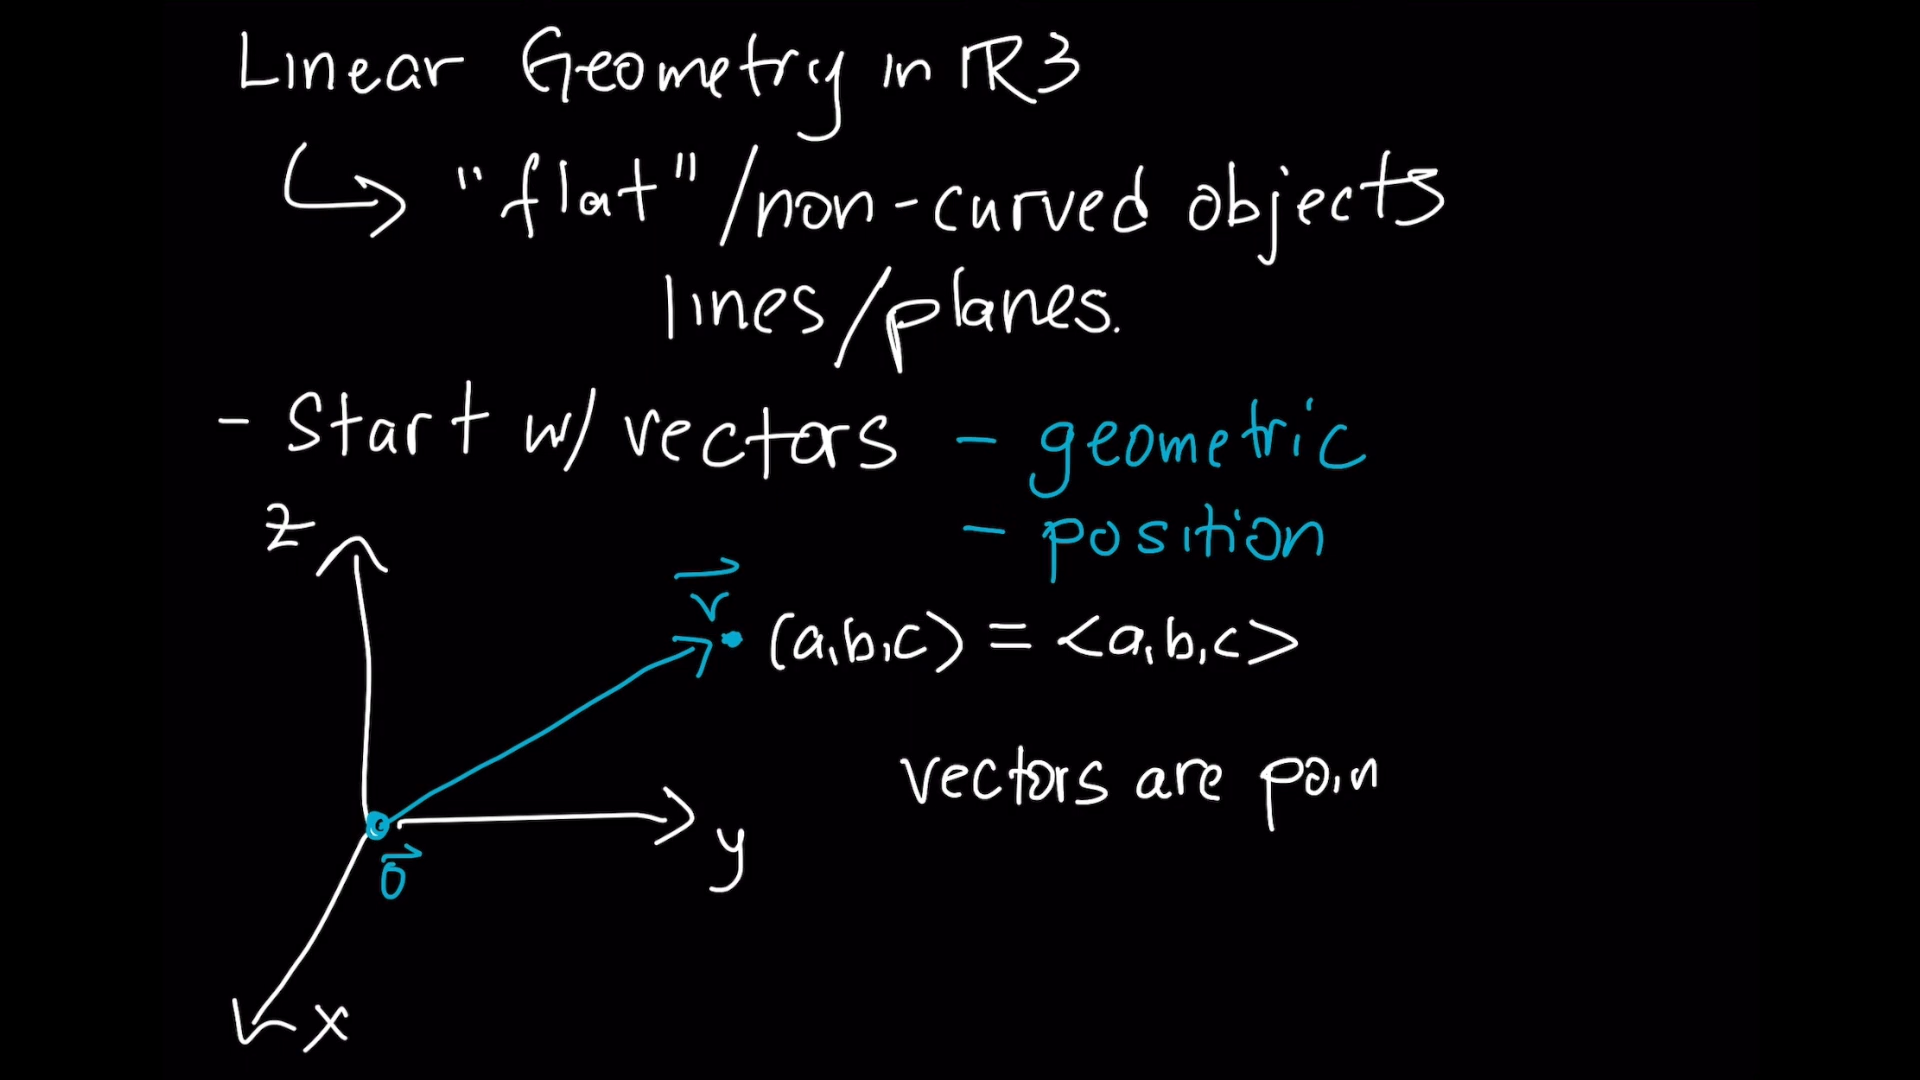 Linear Geometry in R3
↳ "flat"/non-curved objects
lines/planes.
- Start w/ vectors - geometric
- position
z
v
(a,b,c) = <a,b,c>
vectors are poin
y
0
x